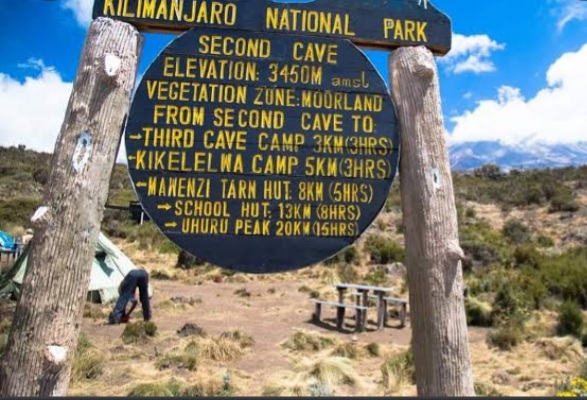 KILIMANJARO NATIONAL PARK
SECOND CAVE
ELEVATION: 3450M amsl
VEGETATION ZONE: MOORLAND
FROM SECOND CAVE TO
THIRD CAVE CAMP 3KM (3HRS)
KIKELELWA CAMP 5KM (3HRS)
MAWENZI TARN HUT: 8KM (5HRS)
SCHOOL HUT: 13KM (8HRS)
UHURU PEAK 20KM (15HRS)